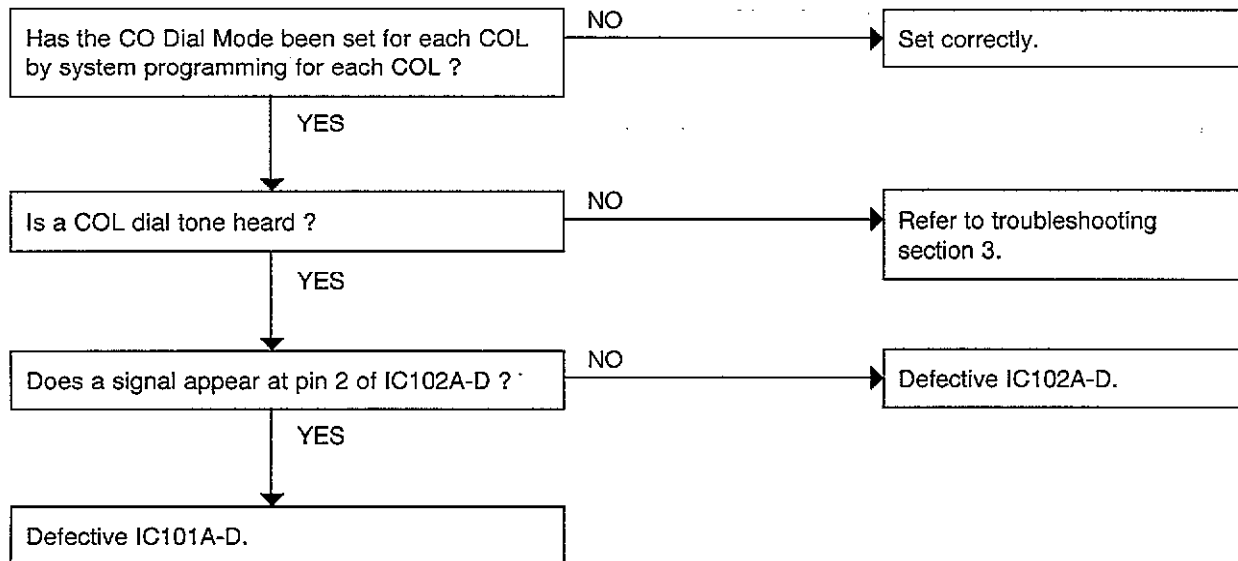 Has the CO Dial Mode been set for each COL
by system programming for each COL ?
NO
Set correctly.
YES
Is a COL dial tone heard ?
NO
Refer to troubleshooting
section 3.
YES
Does a signal appear at pin 2 of IC102A-D ?
NO
Defective IC102A-D.
YES
Defective IC101A-D.